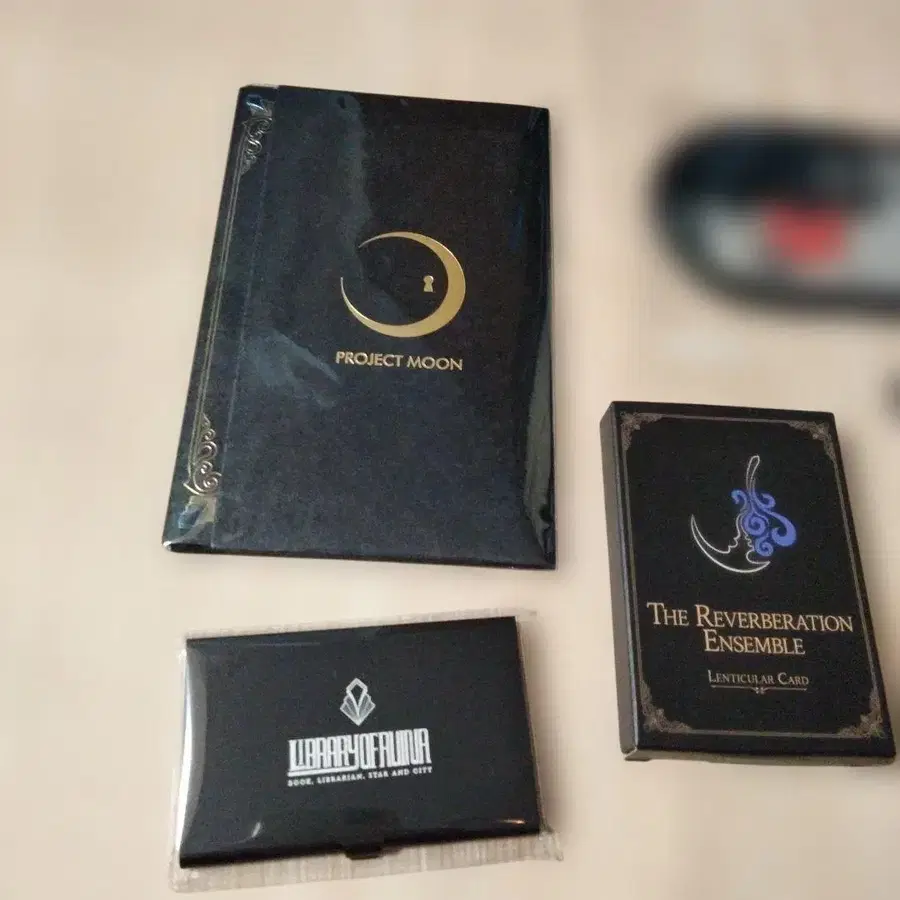 PROJECT MOON
THE REVERBERATION
ENSEMBLE
LENTICULAR CARD
LIBRARY OF RUINA
BOOK, LIBRARIAN, STAR AND CITY